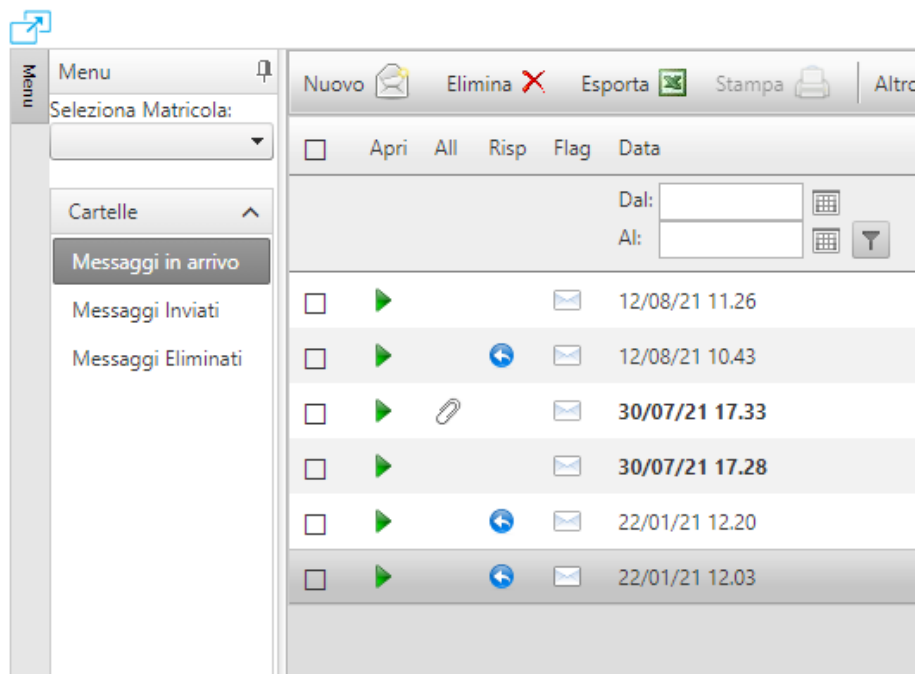 Menu
Menu
Seleziona Matricola:
Cartelle
Messaggi in arrivo
Messaggi Inviati
Messaggi Eliminati
Nuovo Elimina Esporta Stampa Altro
Apri All Risp Flag Data
Dal:
Al:
12/08/21 11.26
12/08/21 10.43
30/07/21 17.33
30/07/21 17.28
22/01/21 12.20
22/01/21 12.03